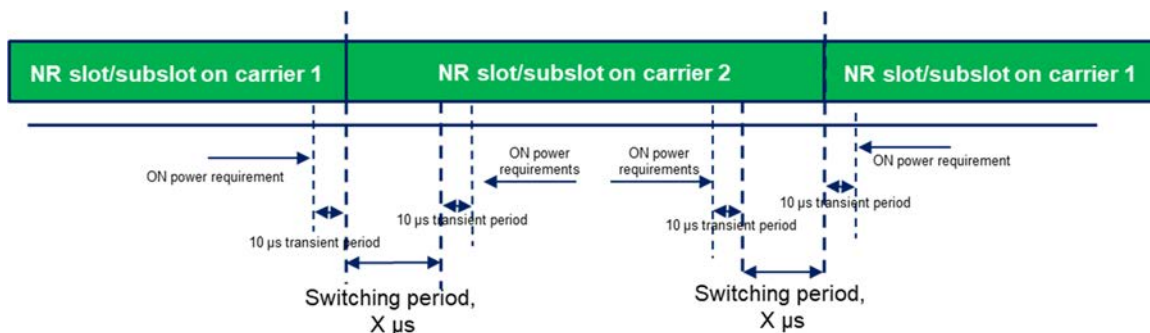 NR slot/subslot on carrier 1
NR slot/subslot on carrier 2
NR slot/subslot on carrier 1
ON power requirement
10 µs transient period
Switching period,
X µs
10 µs transient period
ON power
requirements
ON power
requirements
10 µs transient period
Switching period,
X µs
10 µs transient period
ON power requirement